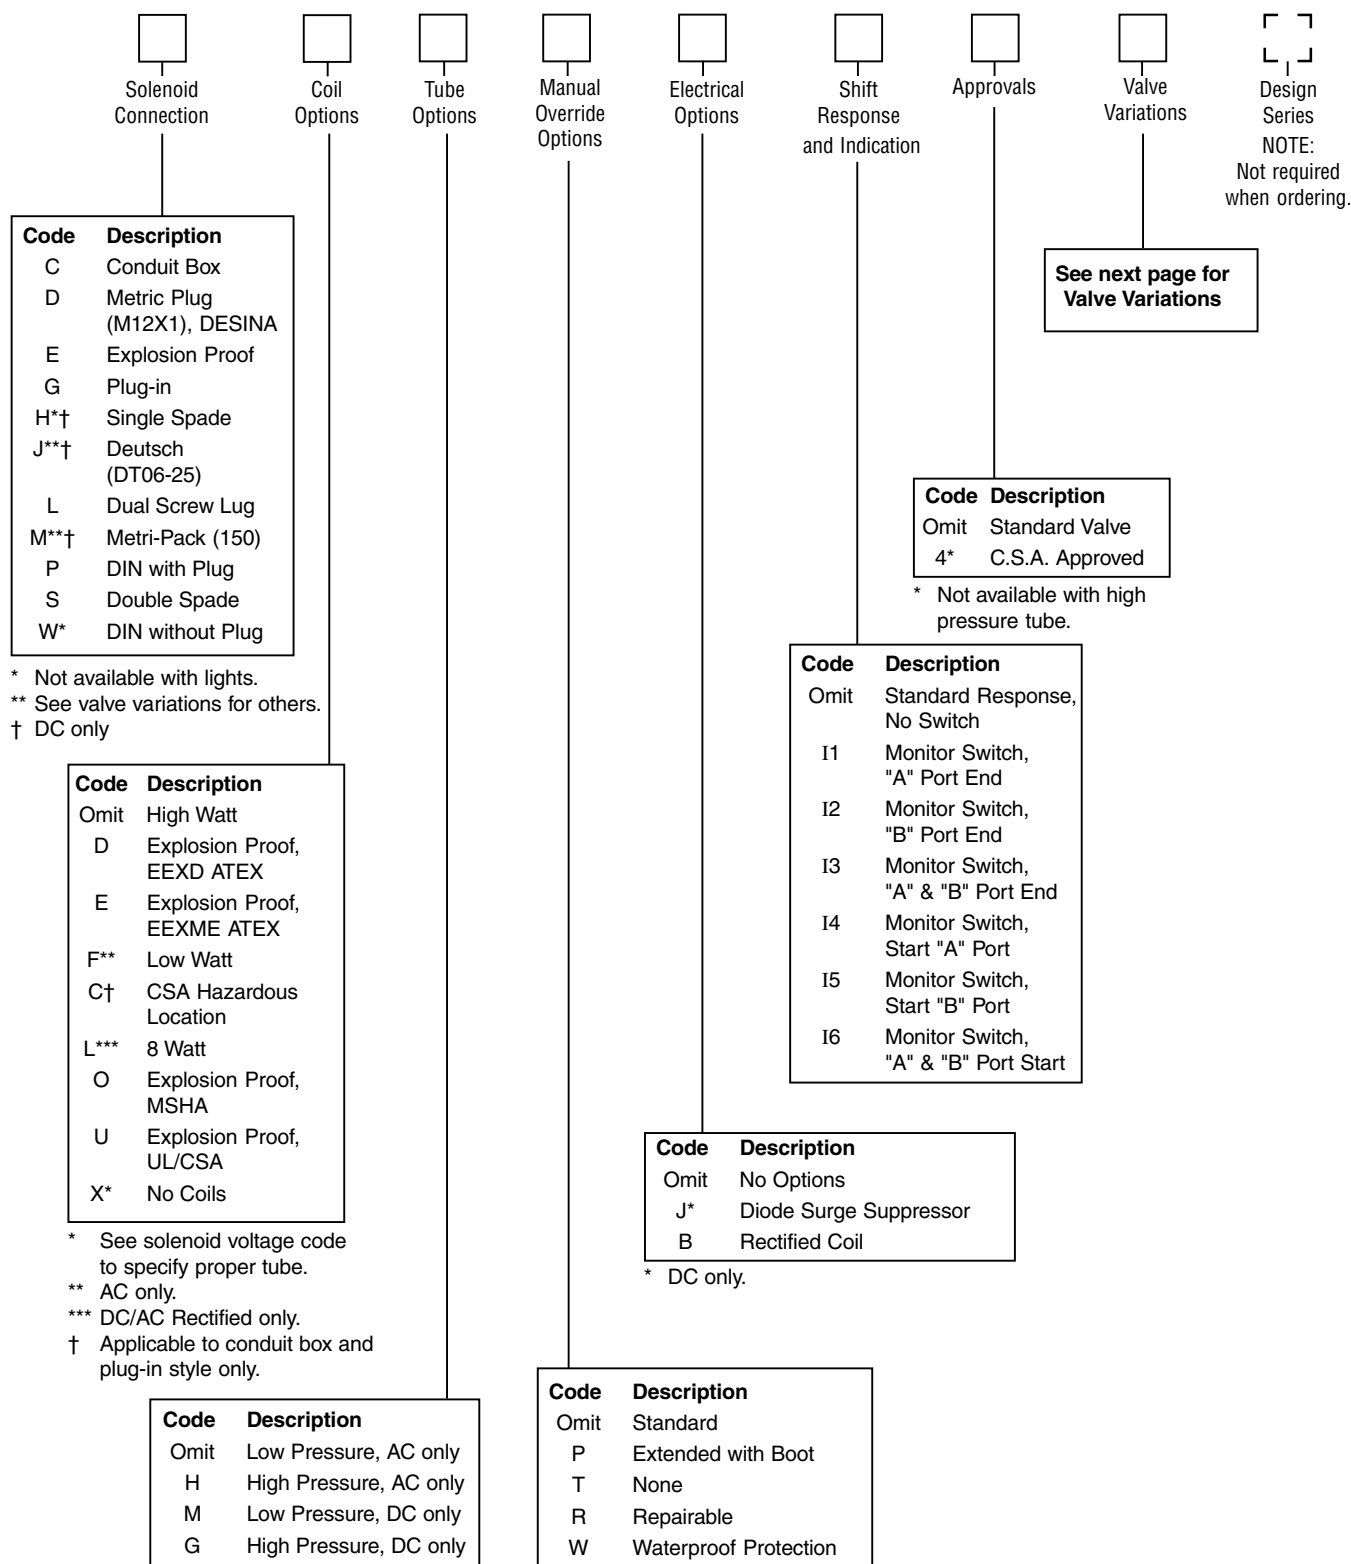 Solenoid
Connection
Coil
Options
Tube
Options
Manual
Override
Options
Electrical
Options
Shift
Response
and Indication
Approvals
Valve
Variations
Design
Series
NOTE:
Not required
when ordering.
Code Description
C Conduit Box
D Metric Plug
(M12X1), DESINA
E Explosion Proof
G Plug-in
H*† Single Spade
J**† Deutsch
(DT06-25)
L Dual Screw Lug
M**† Metri-Pack (150)
P DIN with Plug
S Double Spade
W* DIN without Plug
* Not available with lights.
** See valve variations for others.
† DC only
See next page for
Valve Variations
Code Description
Omit Standard Valve
4* C.S.A. Approved
* Not available with high
pressure tube.
Code Description
Omit Standard Response,
No Switch
I1 Monitor Switch,
"A" Port End
I2 Monitor Switch,
"B" Port End
I3 Monitor Switch,
"A" & "B" Port End
I4 Monitor Switch,
Start "A" Port
I5 Monitor Switch,
Start "B" Port
I6 Monitor Switch,
"A" & "B" Port Start
Code Description
Omit High Watt
D Explosion Proof,
EEXD ATEX
E Explosion Proof,
EEXME ATEX
F** Low Watt
C† CSA Hazardous
Location
L*** 8 Watt
O Explosion Proof,
MSHA
U Explosion Proof,
UL/CSA
X* No Coils
* See solenoid voltage code
to specify proper tube.
** AC only.
*** DC/AC Rectified only.
† Applicable to conduit box and
plug-in style only.
Code Description
Omit No Options
J* Diode Surge Suppressor
B Rectified Coil
* DC only.
Code Description
Omit Low Pressure, AC only
H High Pressure, AC only
M Low Pressure, DC only
G High Pressure, DC only
Code Description
Omit Standard
P Extended with Boot
T None
R Repairable
W Waterproof Protection